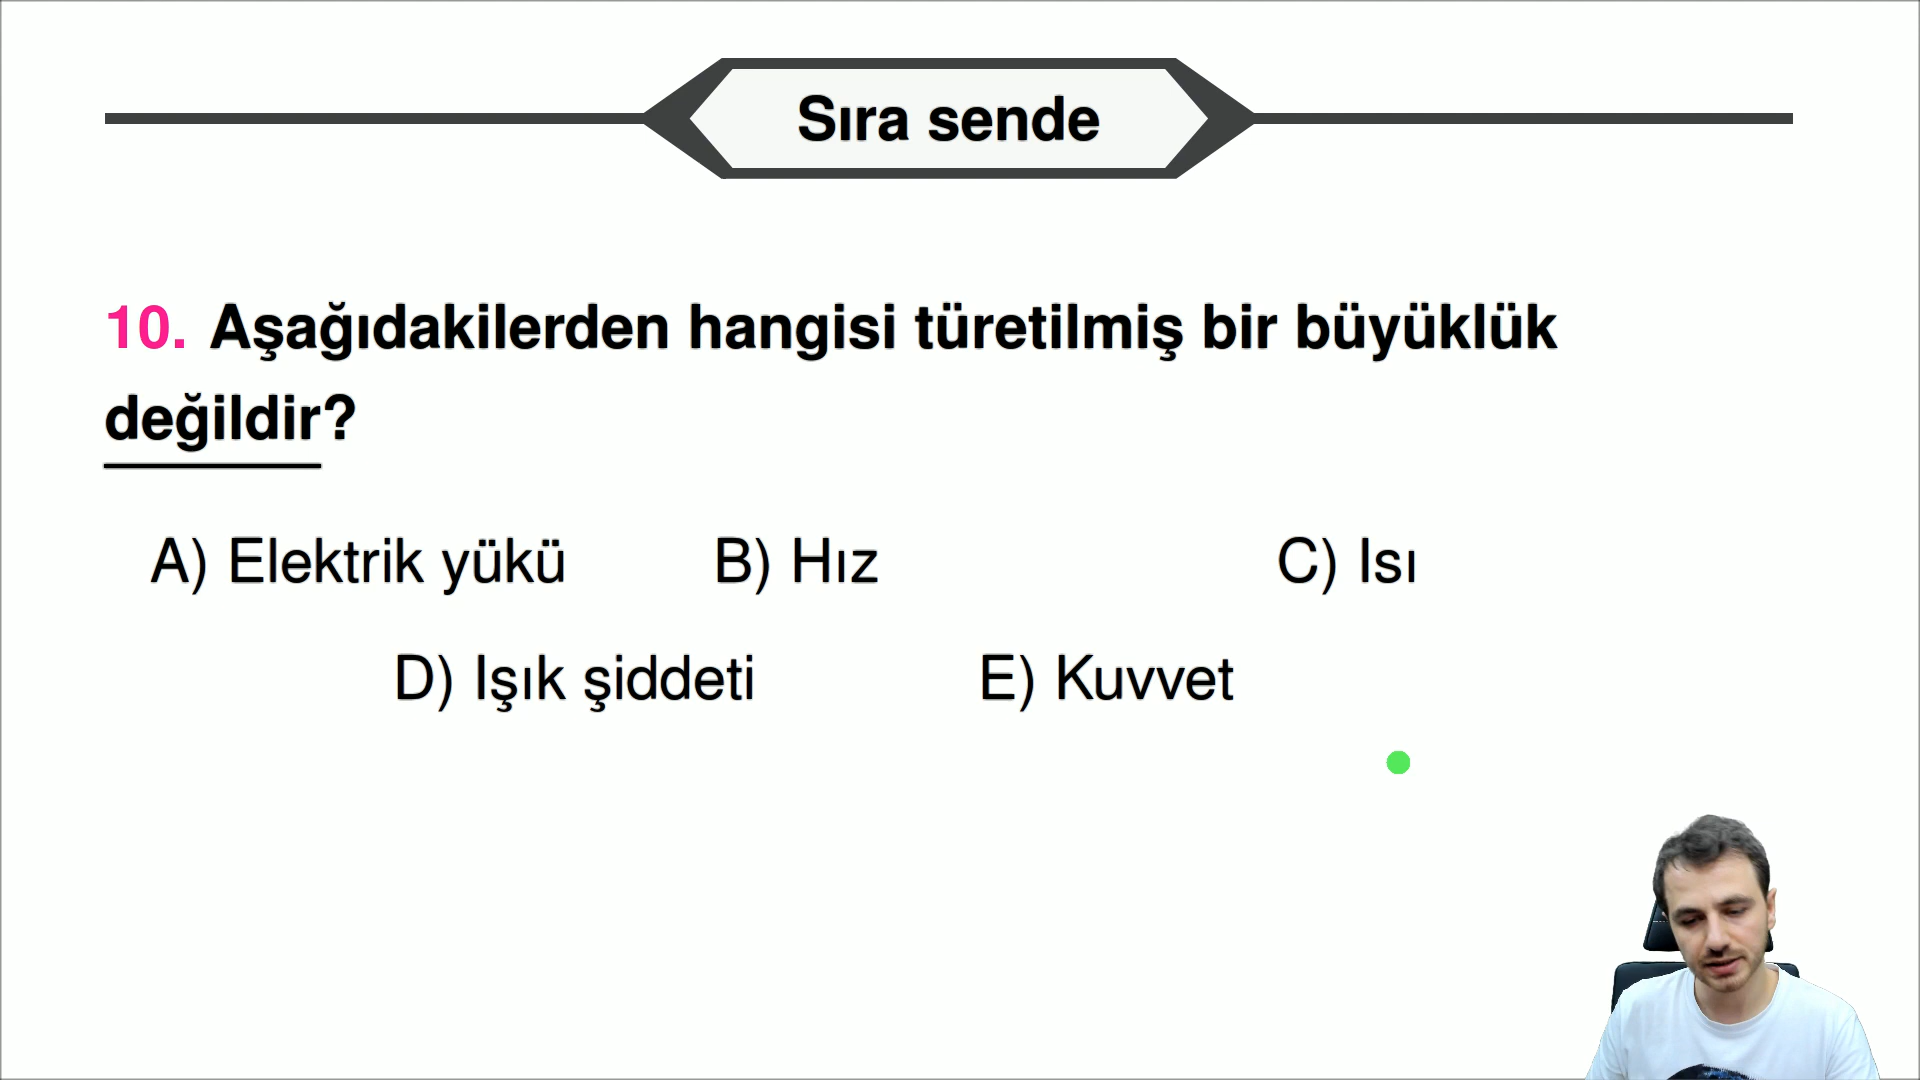 Sıra sende
10. Aşağıdakilerden hangisi türetilmiş bir büyüklük
değildir?
A) Elektrik yükü B) Hız C) Isı
D) Işık şiddeti E) Kuvvet